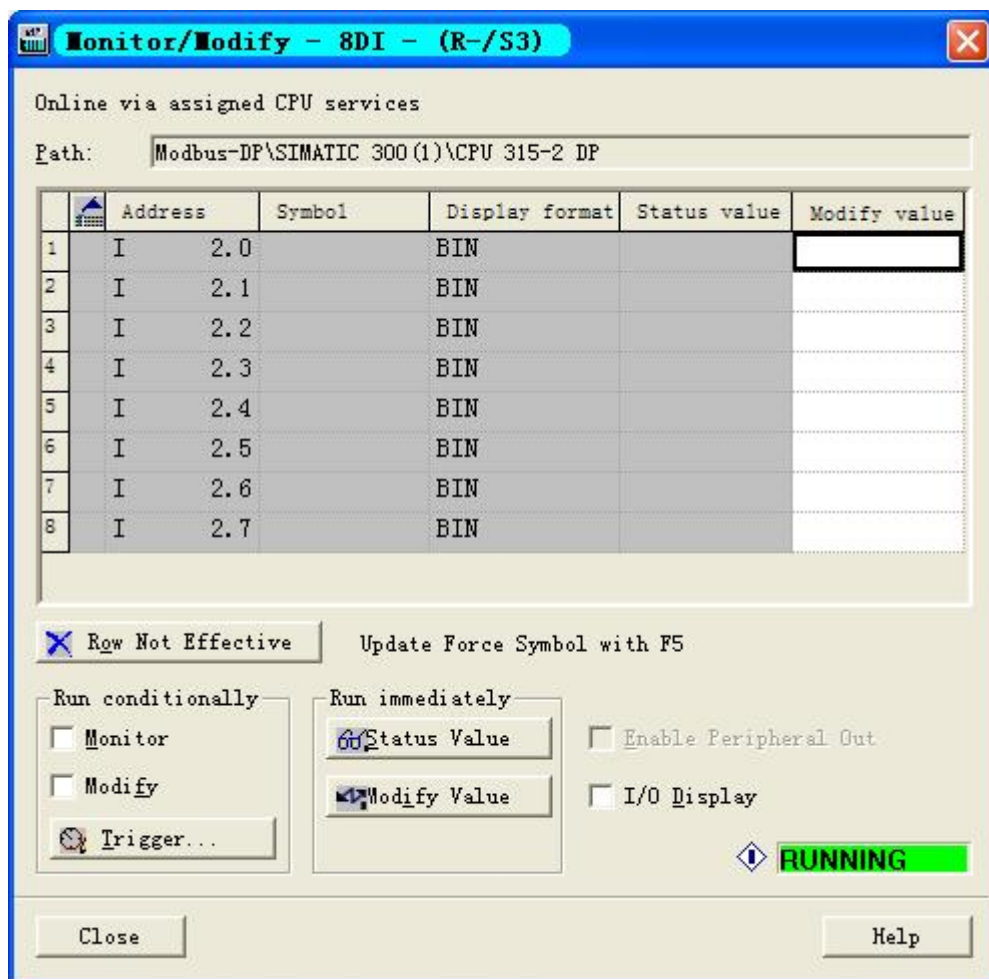 Monitor/Modify - 8DI - (R-/S3)
Online via assigned CPU services
Path: Modbus-DP\SIMATIC 300(1)\CPU 315-2 DP
Address Symbol Display format Status value Modify value
1 I 2.0 BIN
2 I 2.1 BIN
3 I 2.2 BIN
4 I 2.3 BIN
5 I 2.4 BIN
6 I 2.5 BIN
7 I 2.6 BIN
8 I 2.7 BIN
Row Not Effective Update Force Symbol with F5
Run conditionally Run immediately
Monitor Status Value Enable Peripheral Out
Modify Modify Value I/O Display
Trigger...
RUNNING
Close Help